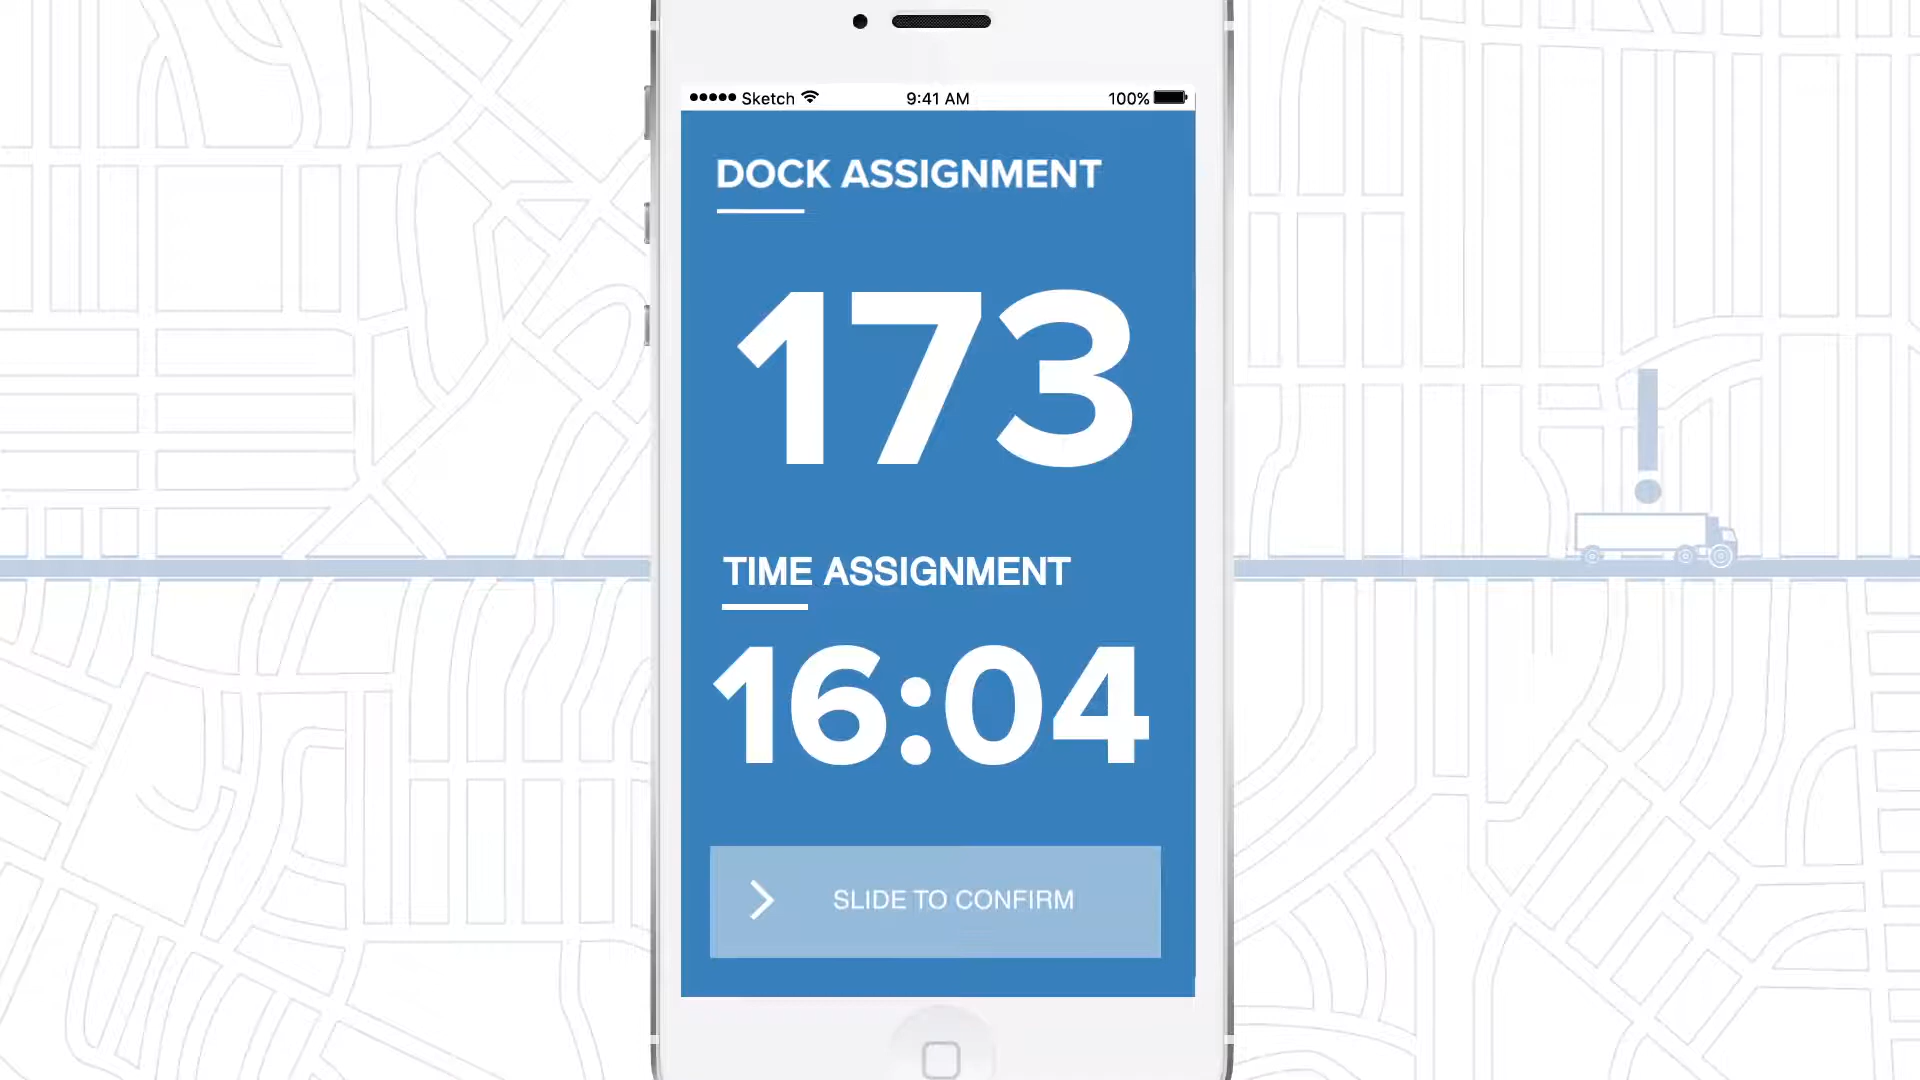 Sketch 9:41 AM 100%
DOCK ASSIGNMENT
173
TIME ASSIGNMENT
16:04
SLIDE TO CONFIRM